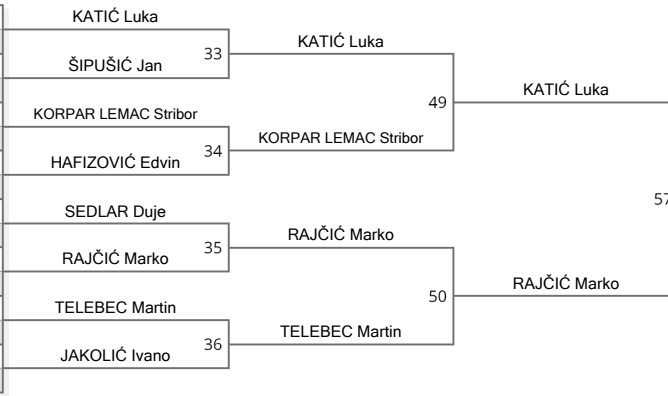 KATIĆ Luka
33
ŠIPUŠIĆ Jan
KATIĆ Luka
49
KATIĆ Luka
KORPAR LEMAC Stribor
34
HAFIZOVIĆ Edvin
KORPAR LEMAC Stribor
57
SEDLAR Duje
35
RAJČIĆ Marko
RAJČIĆ Marko
50
RAJČIĆ Marko
TELEBEC Martin
36
JAKOLIĆ Ivano
TELEBEC Martin